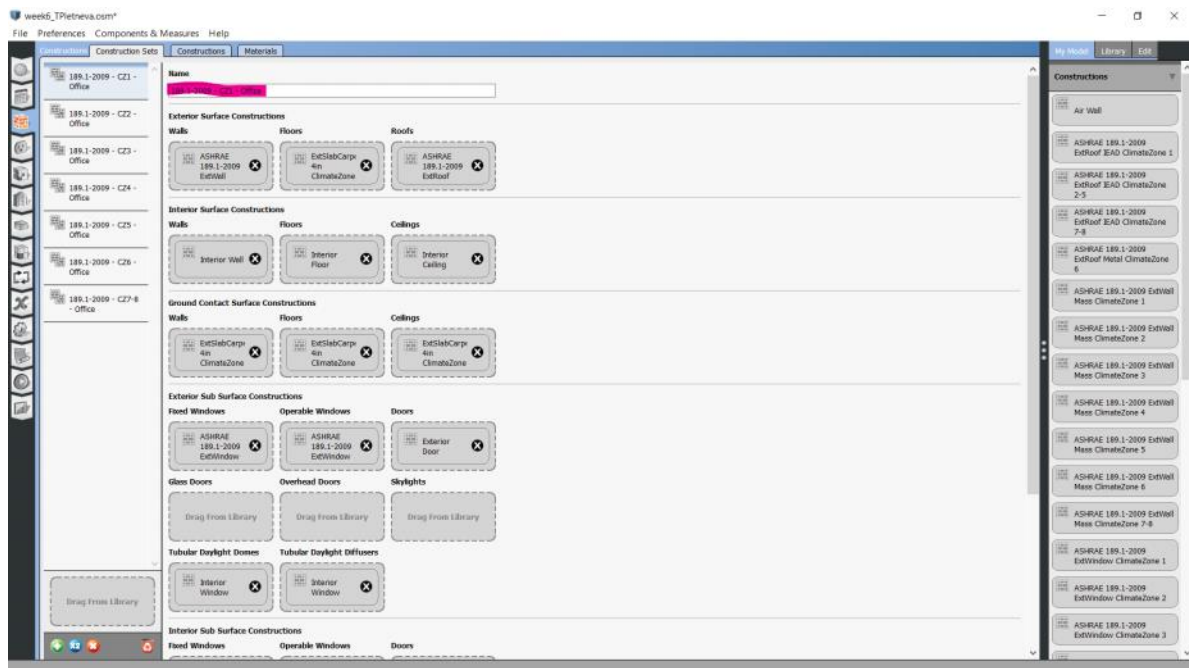 week6_TPletneva.osm*
File Preferences Components & Measures Help
Constructions Construction Sets Constructions Materials
My Model Library Edit
189.1-2009 - CZ1 -
Office
189.1-2009 - CZ2 -
Office
189.1-2009 - CZ3 -
Office
189.1-2009 - CZ4 -
Office
189.1-2009 - CZ5 -
Office
189.1-2009 - CZ6 -
Office
189.1-2009 - CZ7-8
- Office
Drag From Library
Name
189.1-2009 - CZ1 - Office
Exterior Surface Constructions
Walls Floors Roofs
ASHRAE
189.1-2009
ExtWall
ExtSlabCarp
4in
ClimateZone
ASHRAE
189.1-2009
ExtRoof
Interior Surface Constructions
Walls Floors Ceilings
Interior Wall
Interior
Floor
Interior
Ceiling
Ground Contact Surface Constructions
Walls Floors Ceilings
ExtSlabCarp
4in
ClimateZone
ExtSlabCarp
4in
ClimateZone
ExtSlabCarp
4in
ClimateZone
Exterior Sub Surface Constructions
Fixed Windows Operable Windows Doors
ASHRAE
189.1-2009
ExtWindow
ASHRAE
189.1-2009
ExtWindow
Exterior
Door
Glass Doors Overhead Doors Skylights
Drag From Library Drag From Library Drag From Library
Tubular Daylight Domes Tubular Daylight Diffusers
Interior
Window
Interior
Window
Interior Sub Surface Constructions
Fixed Windows Operable Windows Doors
Constructions
Air Wall
ASHRAE 189.1-2009
ExtRoof IEAD ClimateZone 1
ASHRAE 189.1-2009
ExtRoof IEAD ClimateZone
2-5
ASHRAE 189.1-2009
ExtRoof IEAD ClimateZone
7-8
ASHRAE 189.1-2009
ExtRoof Metal ClimateZone
6
ASHRAE 189.1-2009 ExtWall
Mass ClimateZone 1
ASHRAE 189.1-2009 ExtWall
Mass ClimateZone 2
ASHRAE 189.1-2009 ExtWall
Mass ClimateZone 3
ASHRAE 189.1-2009 ExtWall
Mass ClimateZone 4
ASHRAE 189.1-2009 ExtWall
Mass ClimateZone 5
ASHRAE 189.1-2009 ExtWall
Mass ClimateZone 6
ASHRAE 189.1-2009 ExtWall
Mass ClimateZone 7-8
ASHRAE 189.1-2009
ExtWindow ClimateZone 1
ASHRAE 189.1-2009
ExtWindow ClimateZone 2
ASHRAE 189.1-2009
ExtWindow ClimateZone 3